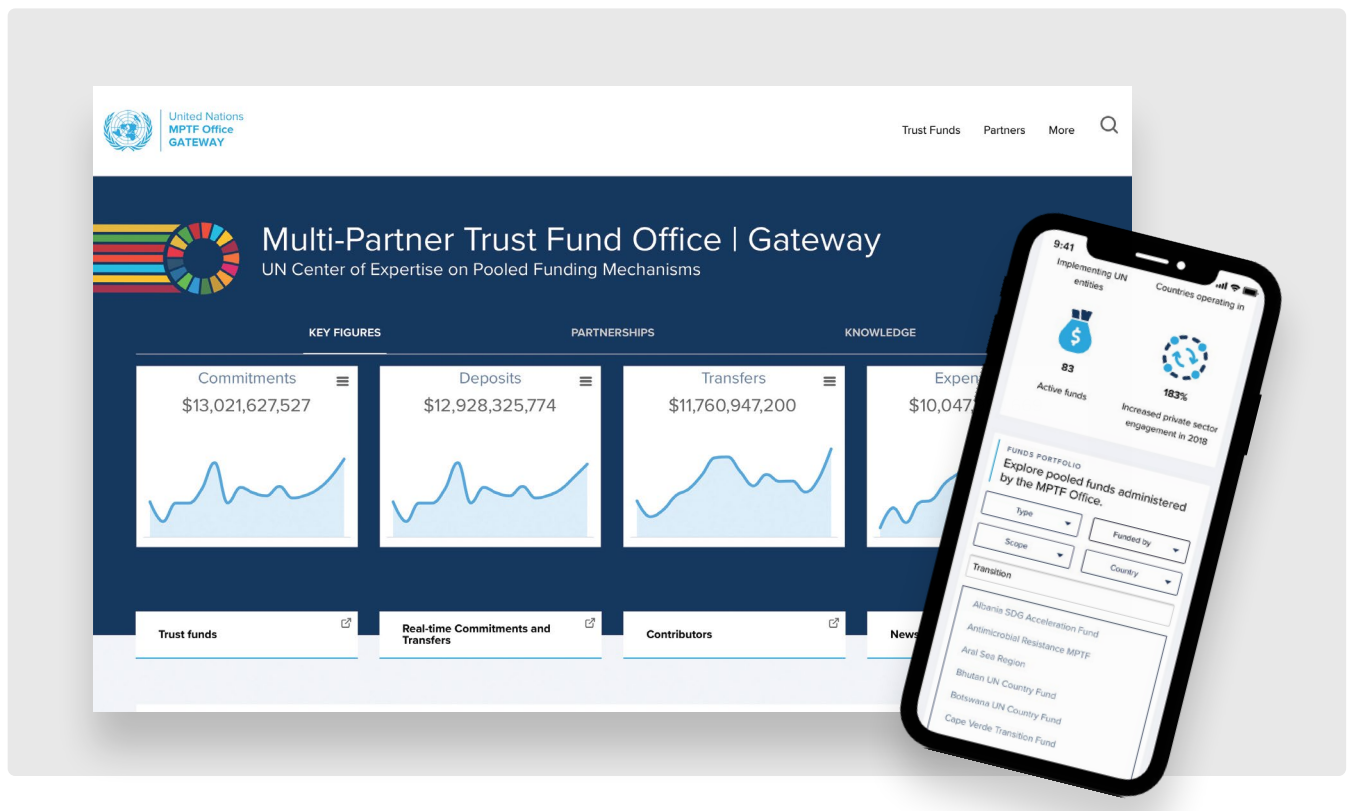 United Nations
MPTF Office
GATEWAY
Trust Funds
Partners
More
Multi-Partner Trust Fund Office | Gateway
UN Center of Expertise on Pooled Funding Mechanisms
KEY FIGURES
PARTNERSHIPS
KNOWLEDGE
Commitments
$13,021,627,527
Deposits
$12,928,325,774
Transfers
$11,760,947,200
Expen
$10,047,
Trust funds
Real-time Commitments and
Transfers
Contributors
News
9:41
Implementing UN
entities
Countries operating in
$
83
Active funds
183%
Increased private sector
engagement in 2018
FUNDS PORTFOLIO
Explore pooled funds administered
by the MPTF Office.
Type
Funded by
Scope
Country
Transition
Albania SDG Acceleration Fund
Antimicrobial Resistance MPTF
Aral Sea Region
Bhutan UN Country Fund
Botswana UN Country Fund
Cape Verde Transition Fund